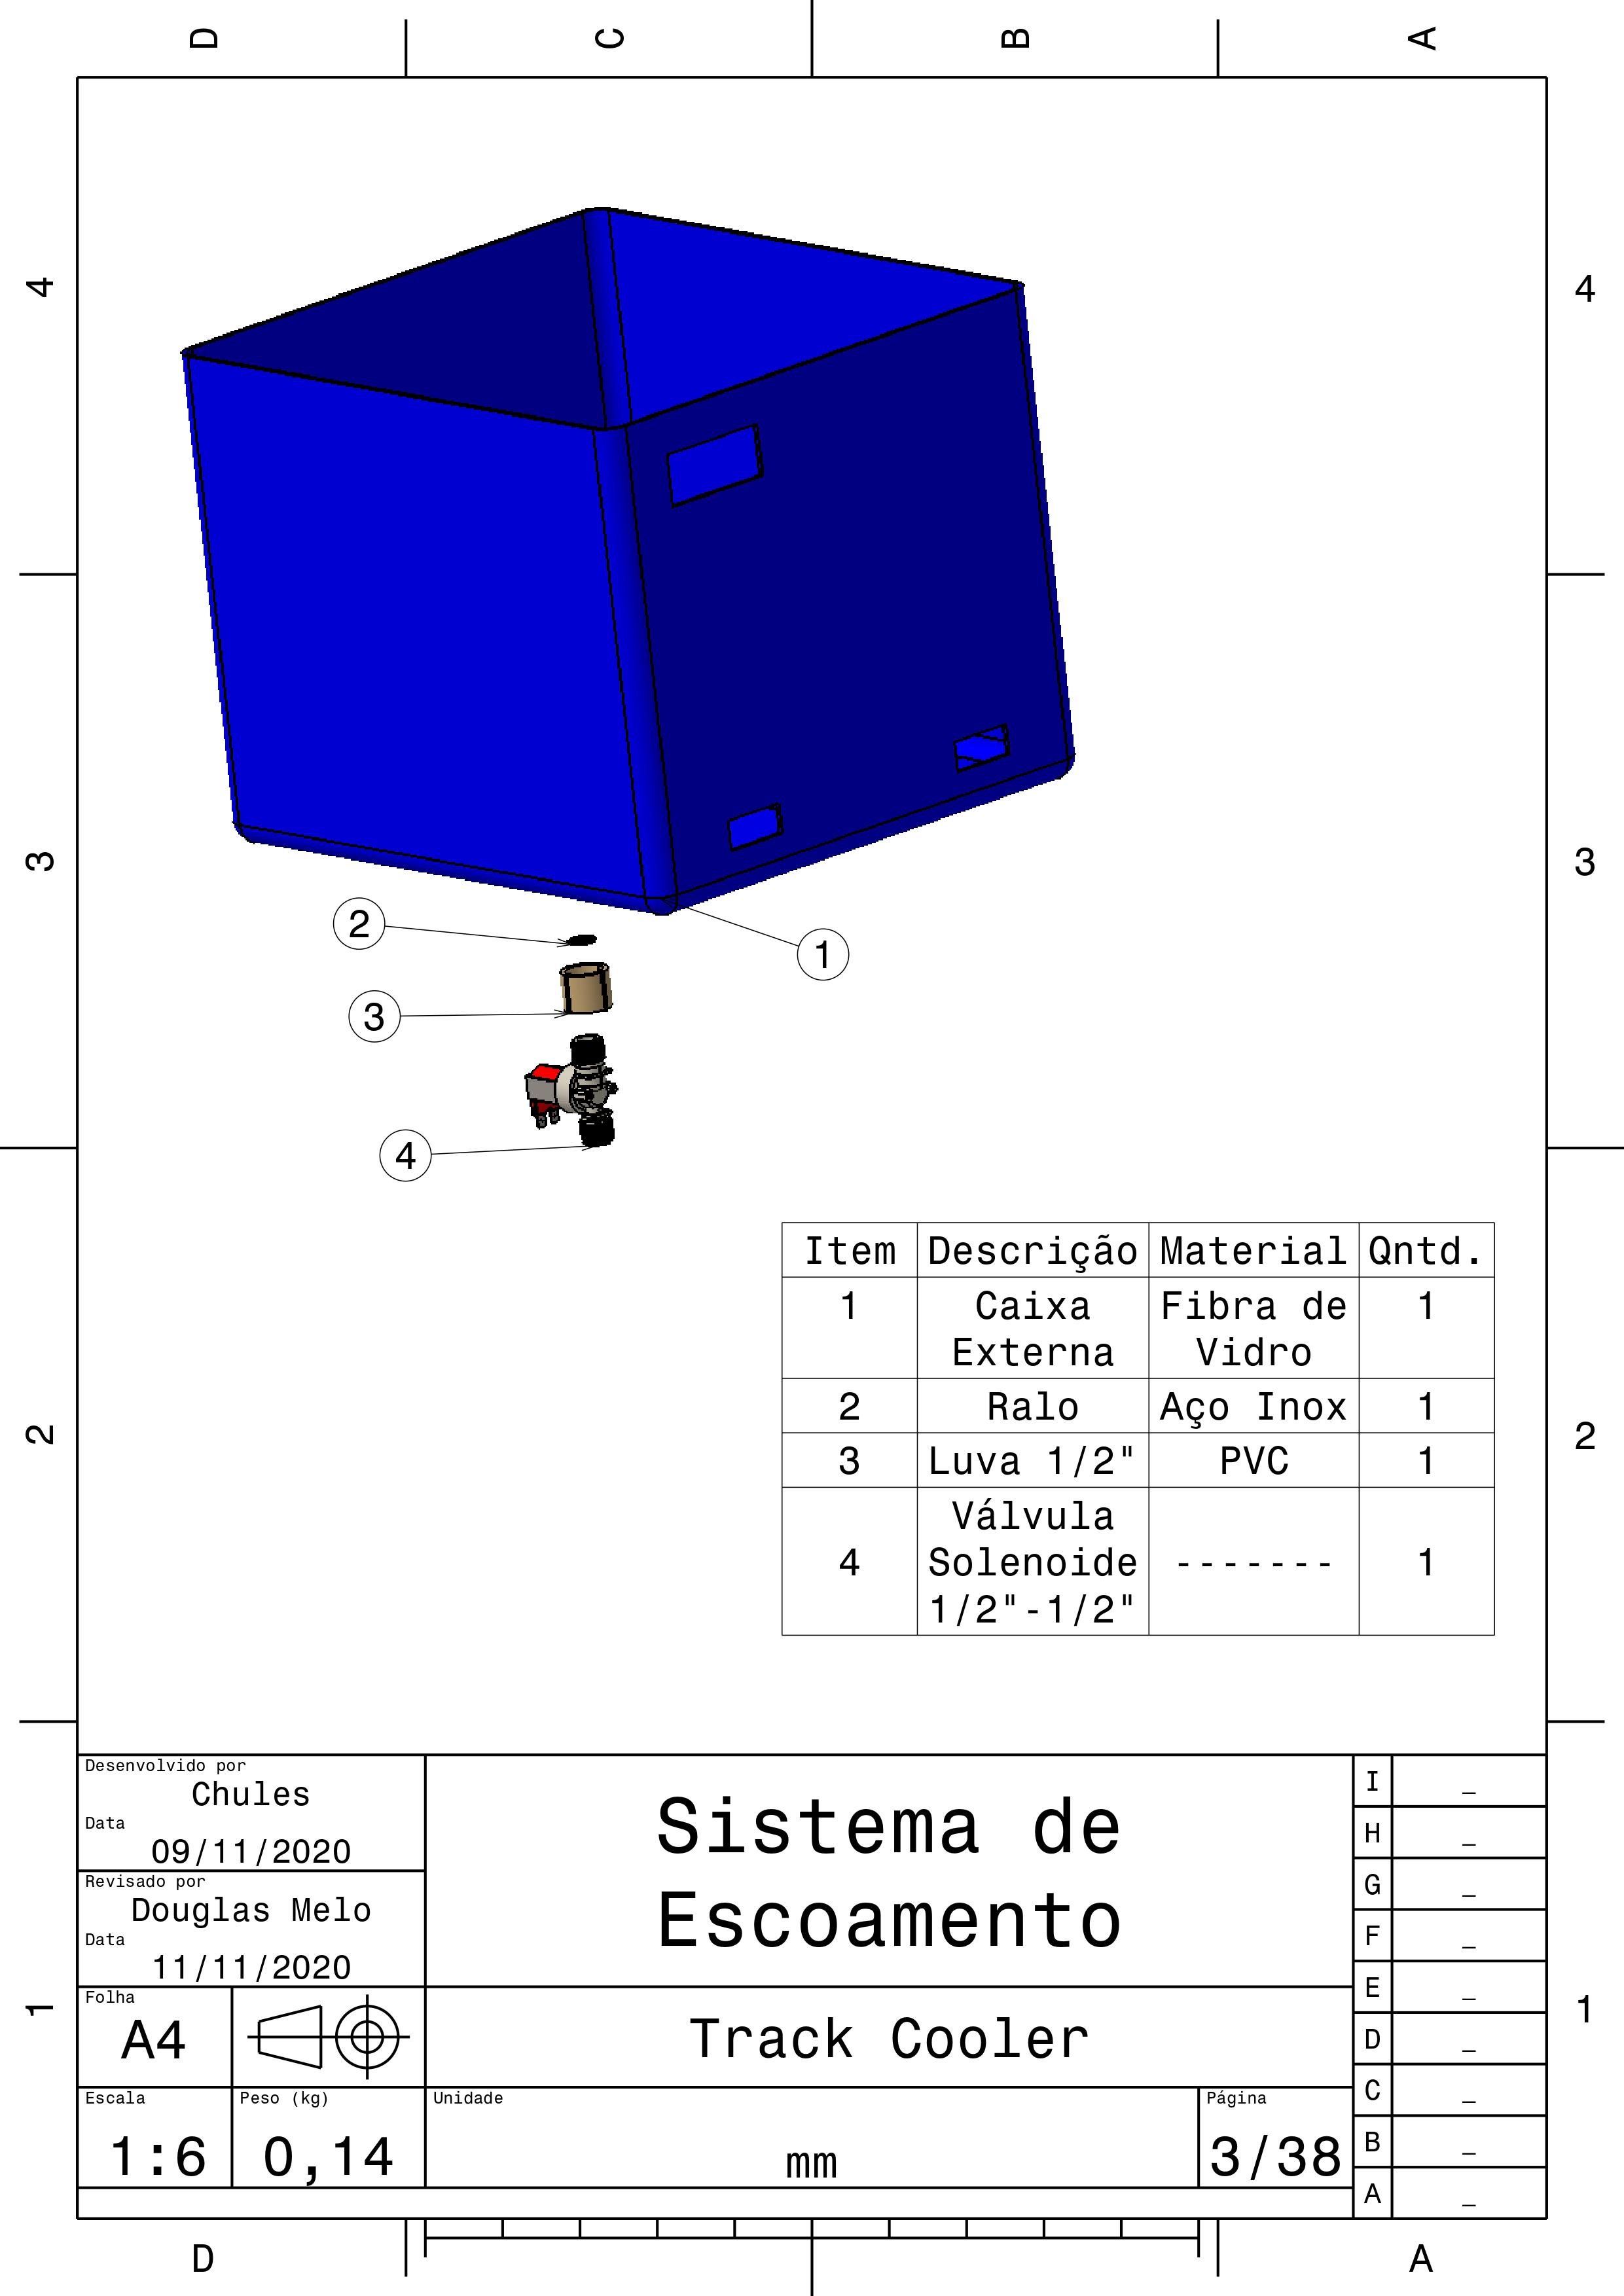 D C B A
4 4
2
1
3
3 3
4
Item Descrição Material Qntd.
1 Caixa Externa Fibra de Vidro 1
2 Ralo Aço Inox 1
3 Luva 1/2" PVC 1
4 Válvula Solenoide 1/2"-1/2" ------- 1
2 2
Desenvolvido por
Chules
Data
09/11/2020
Revisado por
Douglas Melo
Data
11/11/2020
Sistema de
Escoamento
Folha
A4
Track Cooler
Escala
1:6
Peso (kg)
0,14
Unidade
mm
Página
3/38
I _
H _
G _
F _
E _
D _
C _
B _
A _
1 1
D A